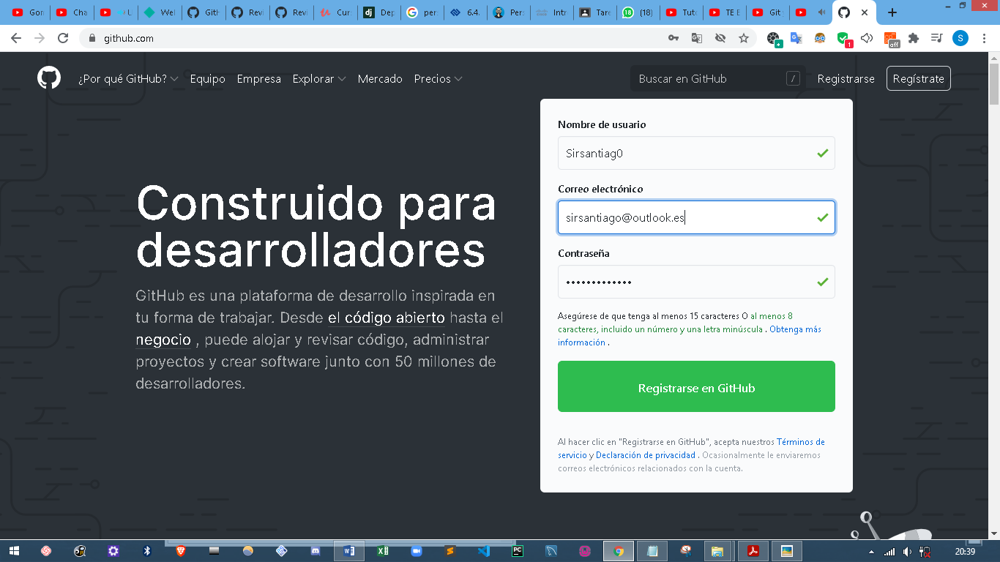 Gor
Cha
U
Wel
GitH
Revi
Revi
Cur
Dep
pers
6.4.
Pers
Intr
Tare
(18)
Tuto
TE E
Git
github.com
1
off
S
¿Por qué GitHub?
Equipo
Empresa
Explorar
Mercado
Precios
Buscar en GitHub
/
Registrarse
Regístrate
Construido para
desarrolladores
GitHub es una plataforma de desarrollo inspirada en
tu forma de trabajar. Desde el código abierto hasta el
negocio , puede alojar y revisar código, administrar
proyectos y crear software junto con 50 millones de
desarrolladores.
Nombre de usuario
Sirsantiag0
Correo electrónico
sirsantiago@outlook.es
Contraseña
•••••••••••••
Asegúrese de que tenga al menos 15 caracteres O al menos 8
caracteres, incluido un número y una letra minúscula . Obtenga más
información .
Registrarse en GitHub
Al hacer clic en "Registrarse en GitHub", acepta nuestros Términos de
servicio y Declaración de privacidad . Ocasionalmente le enviaremos
correos electrónicos relacionados con la cuenta.
20:39